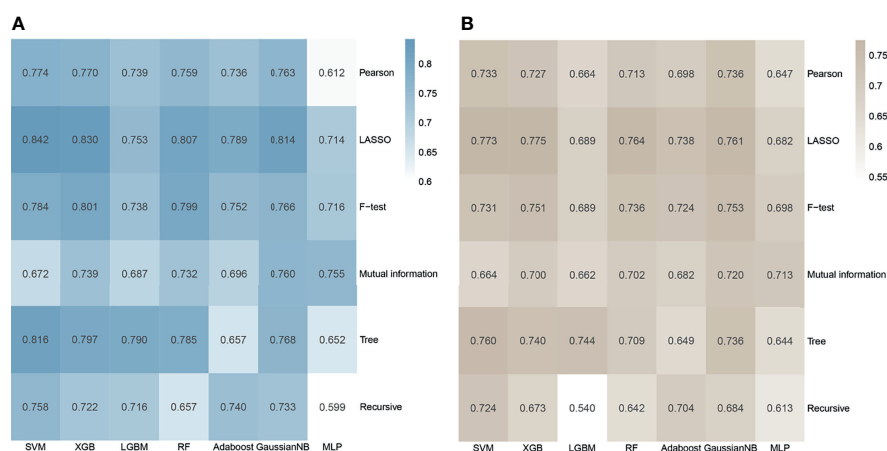 A
0.774 0.770 0.739 0.759 0.736 0.763 0.612 Pearson
0.842 0.830 0.753 0.807 0.789 0.814 0.714 LASSO
0.784 0.801 0.738 0.799 0.752 0.766 0.716 F-test
0.672 0.739 0.687 0.732 0.696 0.760 0.755 Mutual information
0.816 0.797 0.790 0.785 0.657 0.768 0.652 Tree
0.758 0.722 0.716 0.657 0.740 0.733 0.599 Recursive
SVM XGB LGBM RF Adaboost GaussianNB MLP
0.8
0.75
0.7
0.65
0.6
B
0.733 0.727 0.664 0.713 0.698 0.736 0.647 Pearson
0.773 0.775 0.689 0.764 0.738 0.761 0.682 LASSO
0.731 0.751 0.689 0.736 0.724 0.753 0.698 F-test
0.664 0.700 0.662 0.702 0.682 0.720 0.713 Mutual information
0.760 0.740 0.744 0.709 0.649 0.736 0.644 Tree
0.724 0.673 0.540 0.642 0.704 0.684 0.613 Recursive
SVM XGB LGBM RF Adaboost GaussianNB MLP
0.75
0.7
0.65
0.6
0.55